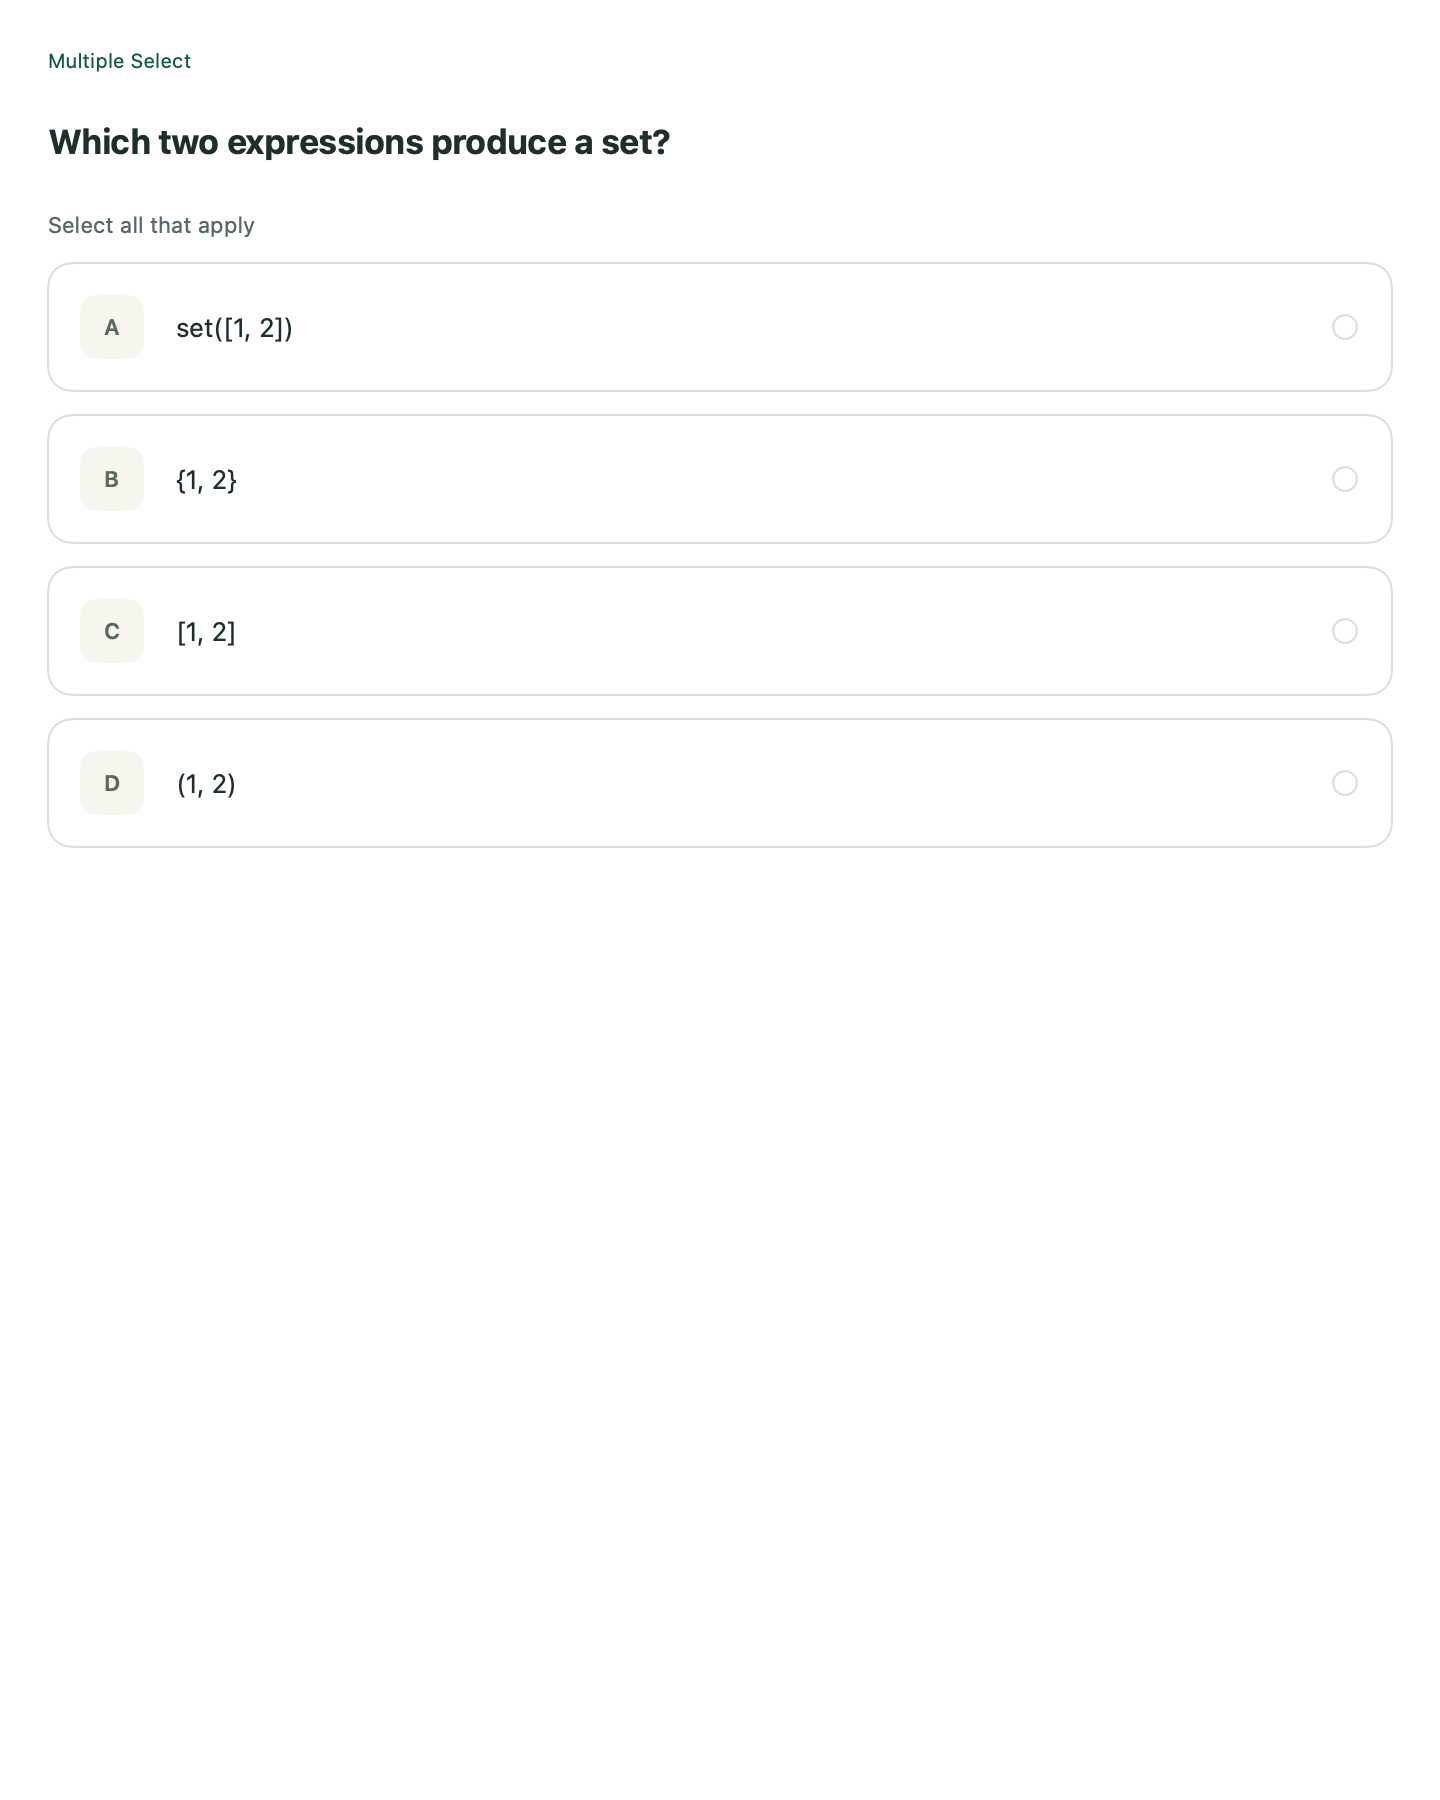 Multiple Select
Which two expressions produce a set?
Select all that apply
A set([1, 2])
B {1, 2}
C [1, 2]
D (1, 2)